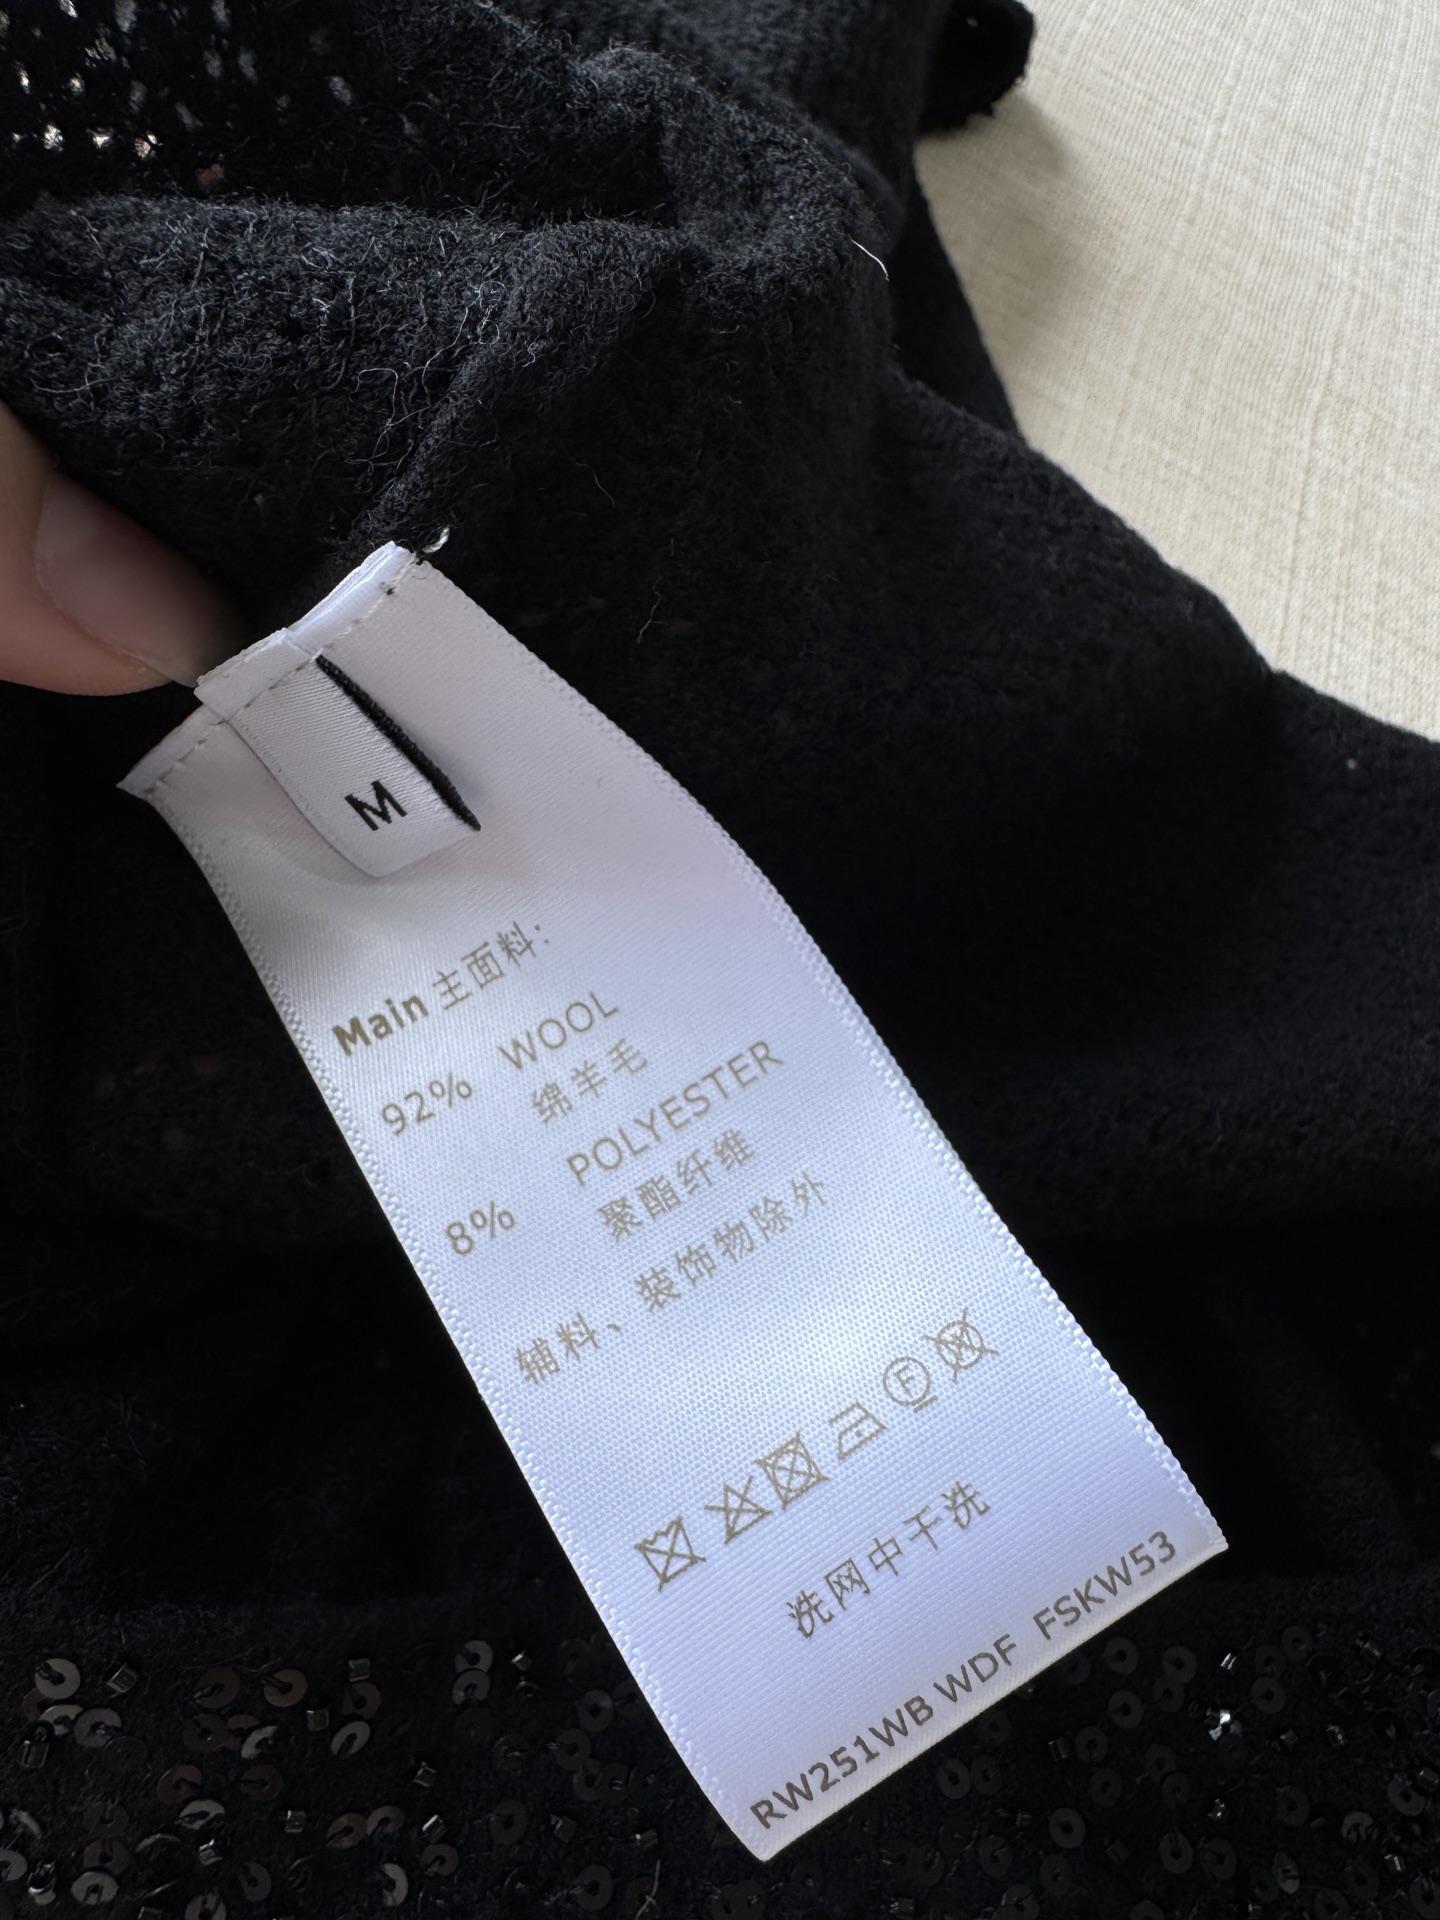 M
Main 主面料:
92% WOOL
绵羊毛
POLYESTER
8% 聚酯纤维
辅料、装饰物除外
F W
洗网中干洗
RW251WB WDF FSKW53